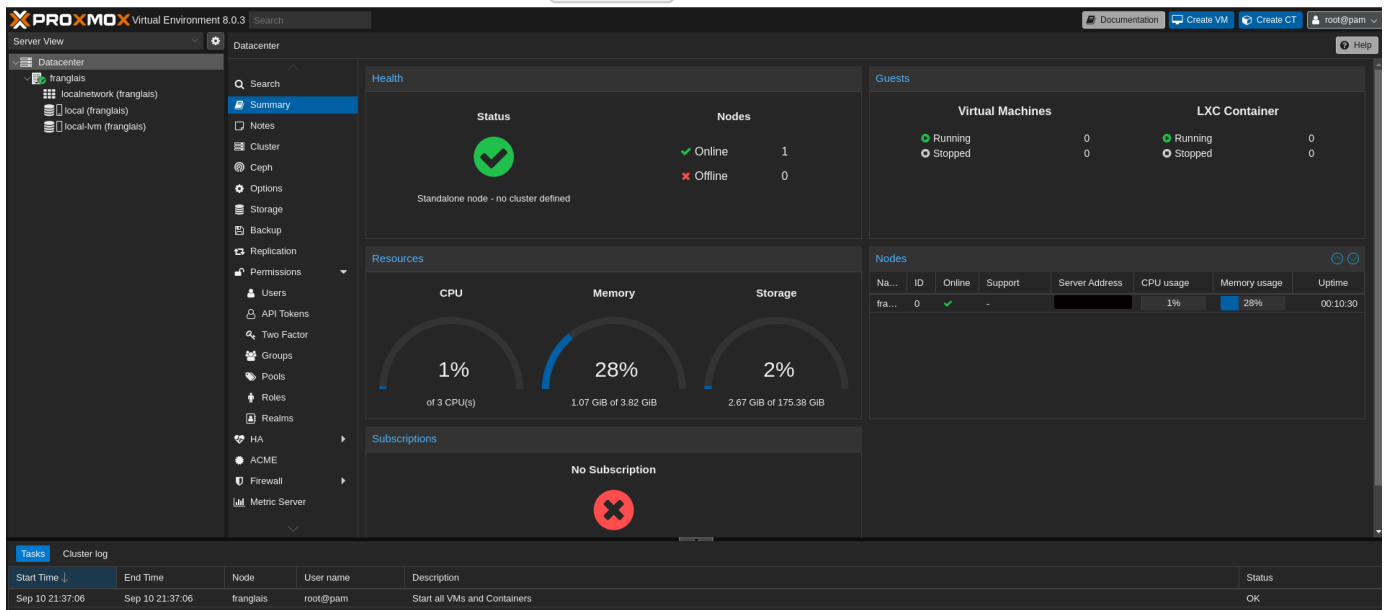 PROXMOX Virtual Environment 8.0.3 Search
Documentation Create VM Create CT root@pam
Server View
Datacenter
franglais
localnetwork (franglais)
local (franglais)
local-lvm (franglais)
Datacenter
Help
Search
Summary
Notes
Cluster
Ceph
Options
Storage
Backup
Replication
Permissions
Users
API Tokens
Two Factor
Groups
Pools
Roles
Realms
HA
ACME
Firewall
Metric Server
Health
Status
Nodes
Online 1
Offline 0
Standalone node - no cluster defined
Guests
Virtual Machines
Running 0
Stopped 0
LXC Container
Running 0
Stopped 0
Resources
CPU
1%
of 3 CPU(s)
Memory
28%
1.07 GiB of 3.82 GiB
Storage
2%
2.67 GiB of 175.38 GiB
Nodes
Na... ID Online Support Server Address CPU usage Memory usage Uptime
fra... 0 - 1% 28% 00:10:30
Subscriptions
No Subscription
Tasks Cluster log
Start Time End Time Node User name Description Status
Sep 10 21:37:06 Sep 10 21:37:06 franglais root@pam Start all VMs and Containers OK